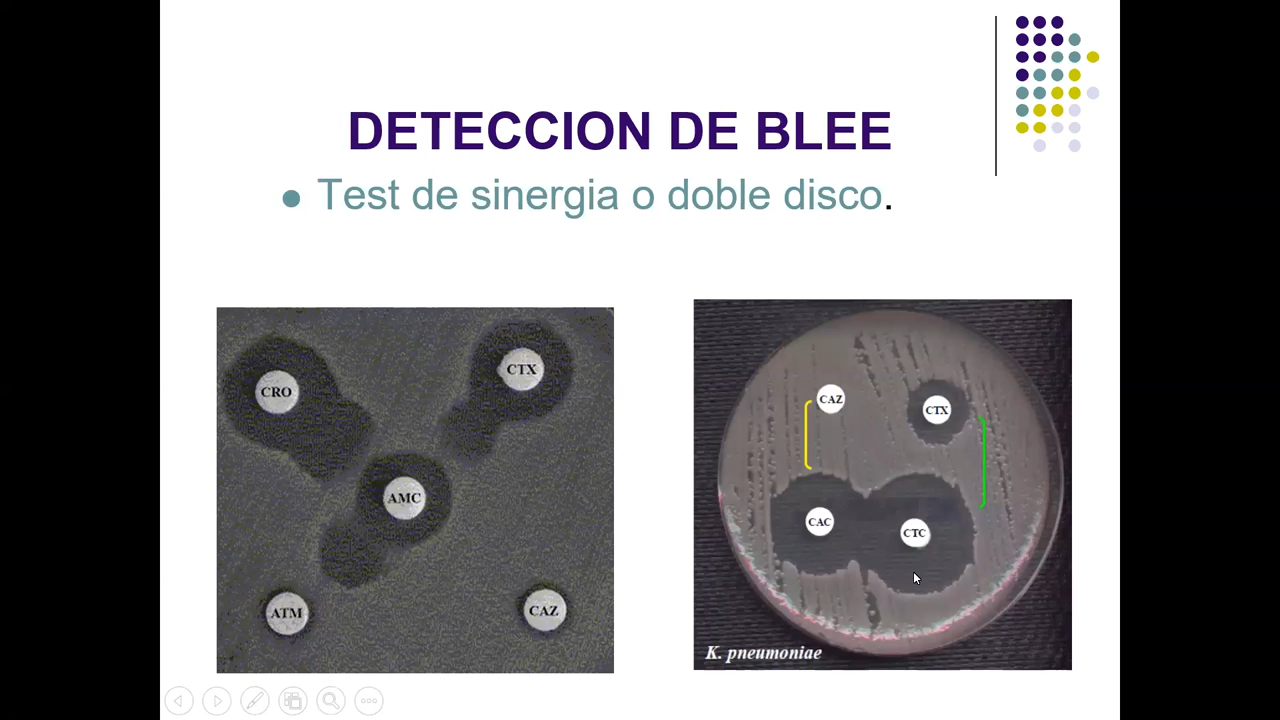 DETECCION DE BLEE
Test de sinergia o doble disco.
CRO
CTX
AMC
ATM
CAZ
CAZ
CTX
CAC
CTC
K. pneumoniae